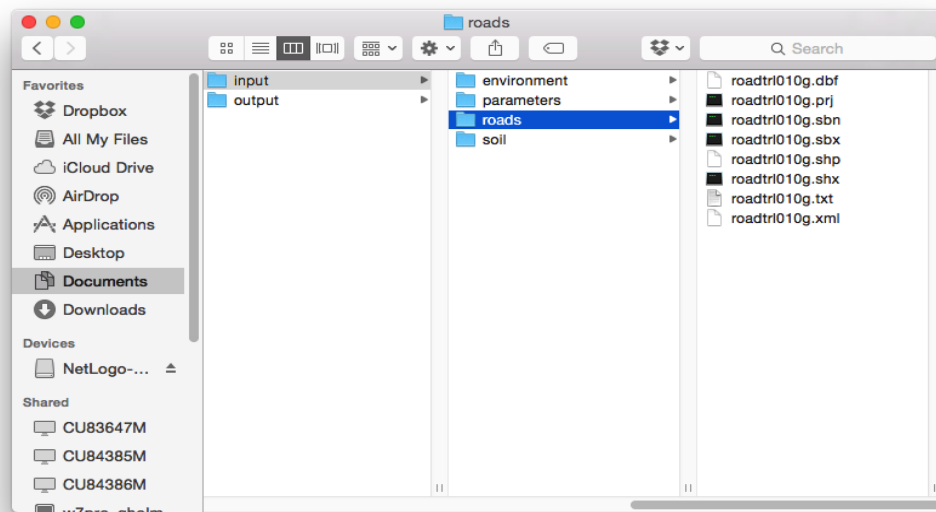 roads
Search
Favorites
Dropbox
All My Files
iCloud Drive
AirDrop
Applications
Desktop
Documents
Downloads
Devices
NetLogo-...
Shared
CU83647M
CU84385M
CU84386M
input
output
environment
parameters
roads
soil
roadtrl010g.dbf
roadtrl010g.prj
roadtrl010g.sbn
roadtrl010g.sbx
roadtrl010g.shp
roadtrl010g.shx
roadtrl010g.txt
roadtrl010g.xml